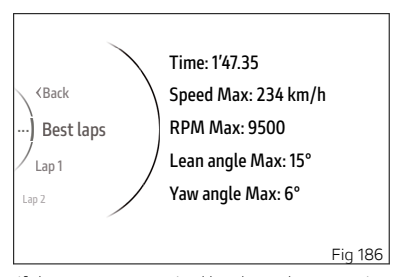 Time: 1'47.35
‹Back
Speed Max: 234 km/h
... Best laps
RPM Max: 9500
Lap 1
Lean angle Max: 15°
Lap 2
Yaw angle Max: 6°
Fig 186